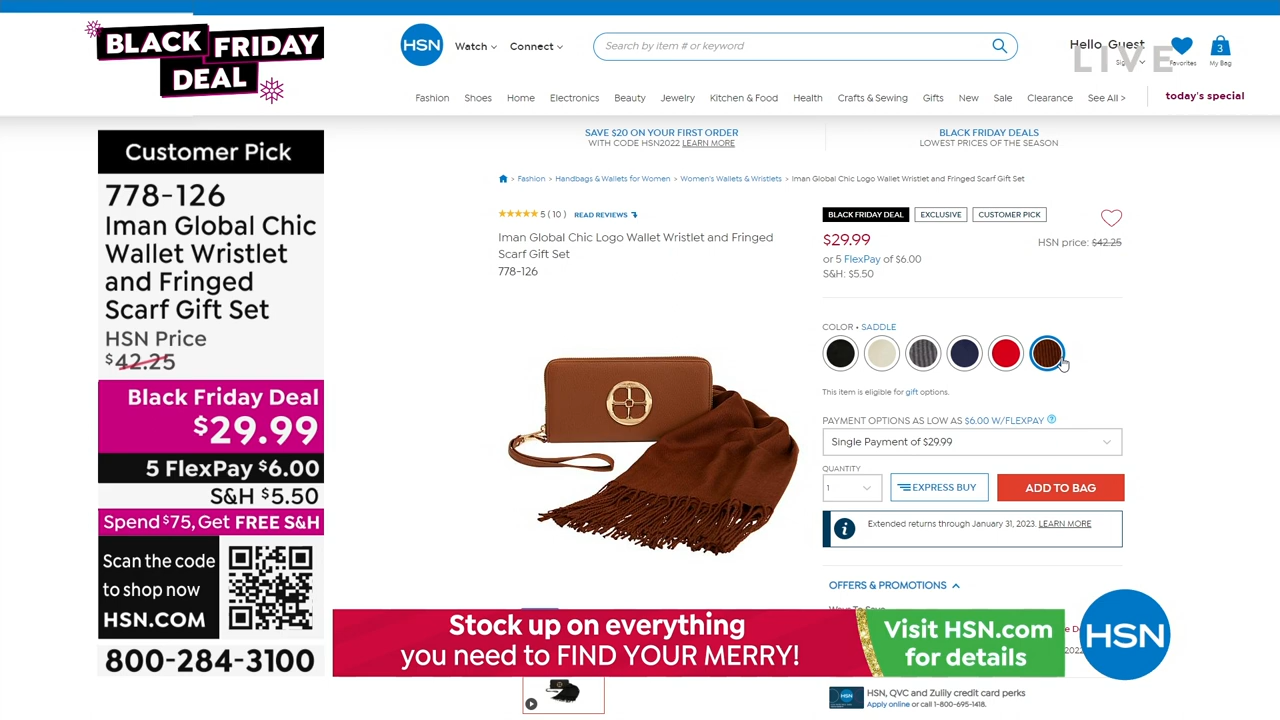 BLACK FRIDAY
DEAL
HSN
Watch
Connect
Search by item # or keyword
Hello, Guest
LIVE
Favorites
3
My Bag
Fashion
Shoes
Home
Electronics
Beauty
Jewelry
Kitchen & Food
Health
Crafts & Sewing
Gifts
New
Sale
Clearance
See All >
today's special
Customer Pick
778-126
Iman Global Chic
Wallet Wristlet
and Fringed
Scarf Gift Set
HSN Price
$42.25
Black Friday Deal
$29.99
5 FlexPay $6.00
S&H $5.50
Spend $75, Get FREE S&H
Scan the code
to shop now
HSN.COM
800-284-3100
SAVE $20 ON YOUR FIRST ORDER
WITH CODE HSN2022 LEARN MORE
BLACK FRIDAY DEALS
LOWEST PRICES OF THE SEASON
> Fashion > Handbags & Wallets for Women > Women's Wallets & Wristlets > Iman Global Chic Logo Wallet Wristlet and Fringed Scarf Gift Set
5 ( 10 ) READ REVIEWS
Iman Global Chic Logo Wallet Wristlet and Fringed
Scarf Gift Set
778-126
BLACK FRIDAY DEAL
EXCLUSIVE
CUSTOMER PICK
$29.99
HSN price: $42.25
or 5 FlexPay of $6.00
S&H: $5.50
COLOR • SADDLE
This item is eligible for gift options.
PAYMENT OPTIONS AS LOW AS $6.00 W/FLEXPAY ?
Single Payment of $29.99
QUANTITY
1
EXPRESS BUY
ADD TO BAG
i
Extended returns through January 31, 2023. LEARN MORE
OFFERS & PROMOTIONS
Stock up on everything
you need to FIND YOUR MERRY!
Visit HSN.com
for details
HSN
HSN, QVC and Zulily credit card perks
Apply online or call 1-800-695-1418.